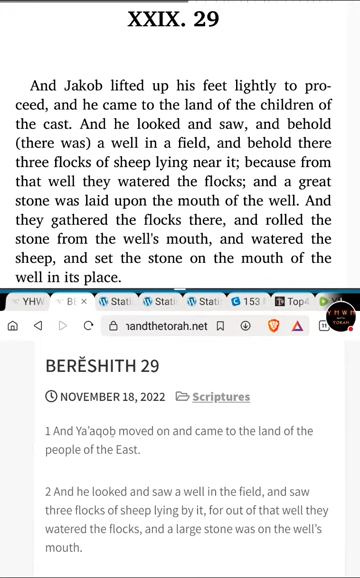 XXIX. 29
And Jakob lifted up his feet lightly to pro-
ceed, and he came to the land of the children of
the cast. And he looked and saw, and behold
(there was) a well in a field, and behold there
three flocks of sheep lying near it; because from
that well they watered the flocks; and a great
stone was laid upon the mouth of the well. And
they gathered the flocks there, and rolled the
stone from the well's mouth, and watered the
sheep, and set the stone on the mouth of the
well in its place.
YHW
Stati
Stati
Stati
153
Top4
andthetorah.net
YHWH
TORAH
BERĔSHITH 29
NOVEMBER 18, 2022 Scriptures
1 And Ya’aqoḇ moved on and came to the land of the
people of the East.
2 And he looked and saw a well in the field, and saw
three flocks of sheep lying by it, for out of that well they
watered the flocks, and a large stone was on the well’s
mouth.